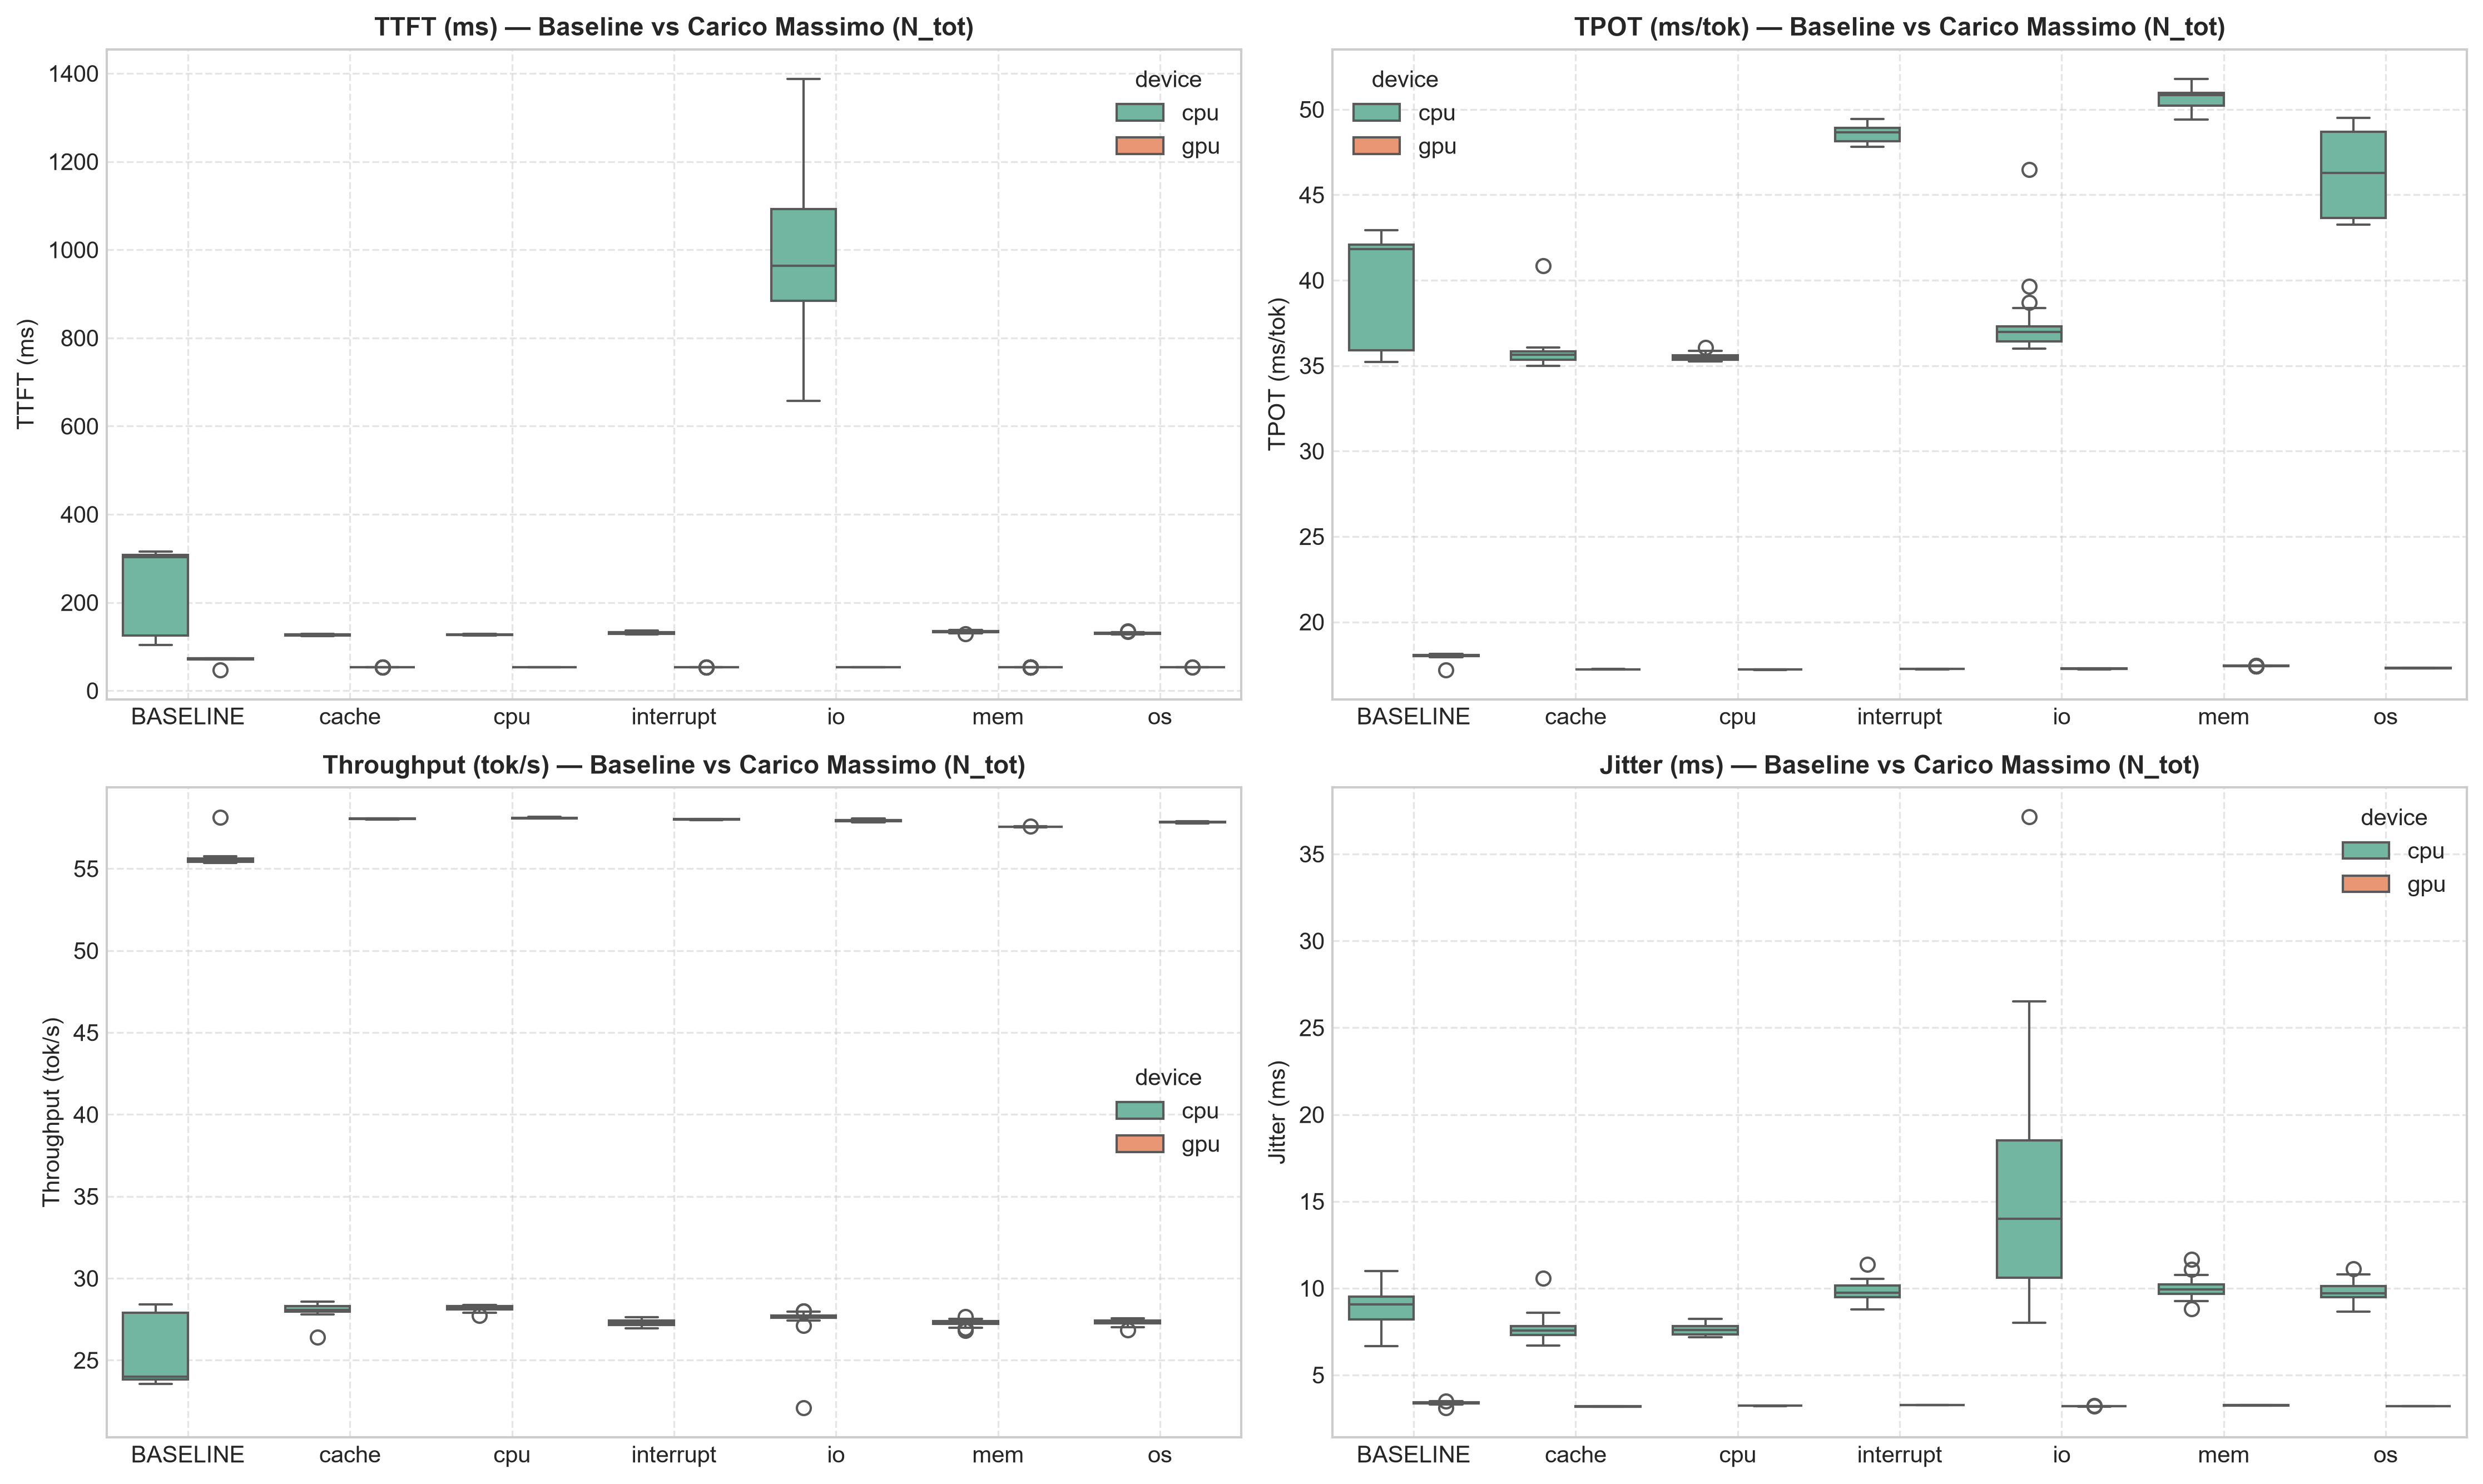 TTFT (ms) — Baseline vs Carico Massimo (N_tot)
TTFT (ms)
1400
1200
1000
800
600
400
200
0
device
cpu
gpu
BASELINE cache cpu interrupt io mem os
TPOT (ms/tok) — Baseline vs Carico Massimo (N_tot)
TPOT (ms/tok)
50
45
40
35
30
25
20
device
cpu
gpu
BASELINE cache cpu interrupt io mem os
Throughput (tok/s) — Baseline vs Carico Massimo (N_tot)
Throughput (tok/s)
55
50
45
40
35
30
25
device
cpu
gpu
BASELINE cache cpu interrupt io mem os
Jitter (ms) — Baseline vs Carico Massimo (N_tot)
Jitter (ms)
35
30
25
20
15
10
5
device
cpu
gpu
BASELINE cache cpu interrupt io mem os